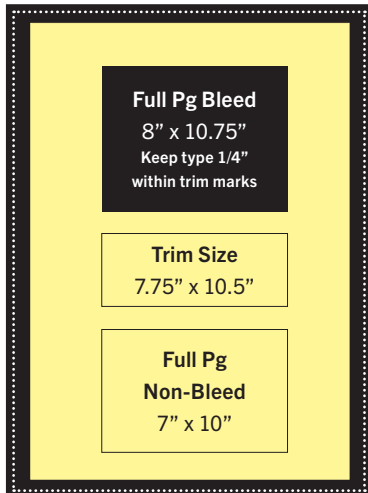 Full Pg Bleed
8” x 10.75”
Keep type 1/4”
within trim marks
Trim Size
7.75” x 10.5”
Full Pg
Non-Bleed
7” x 10”